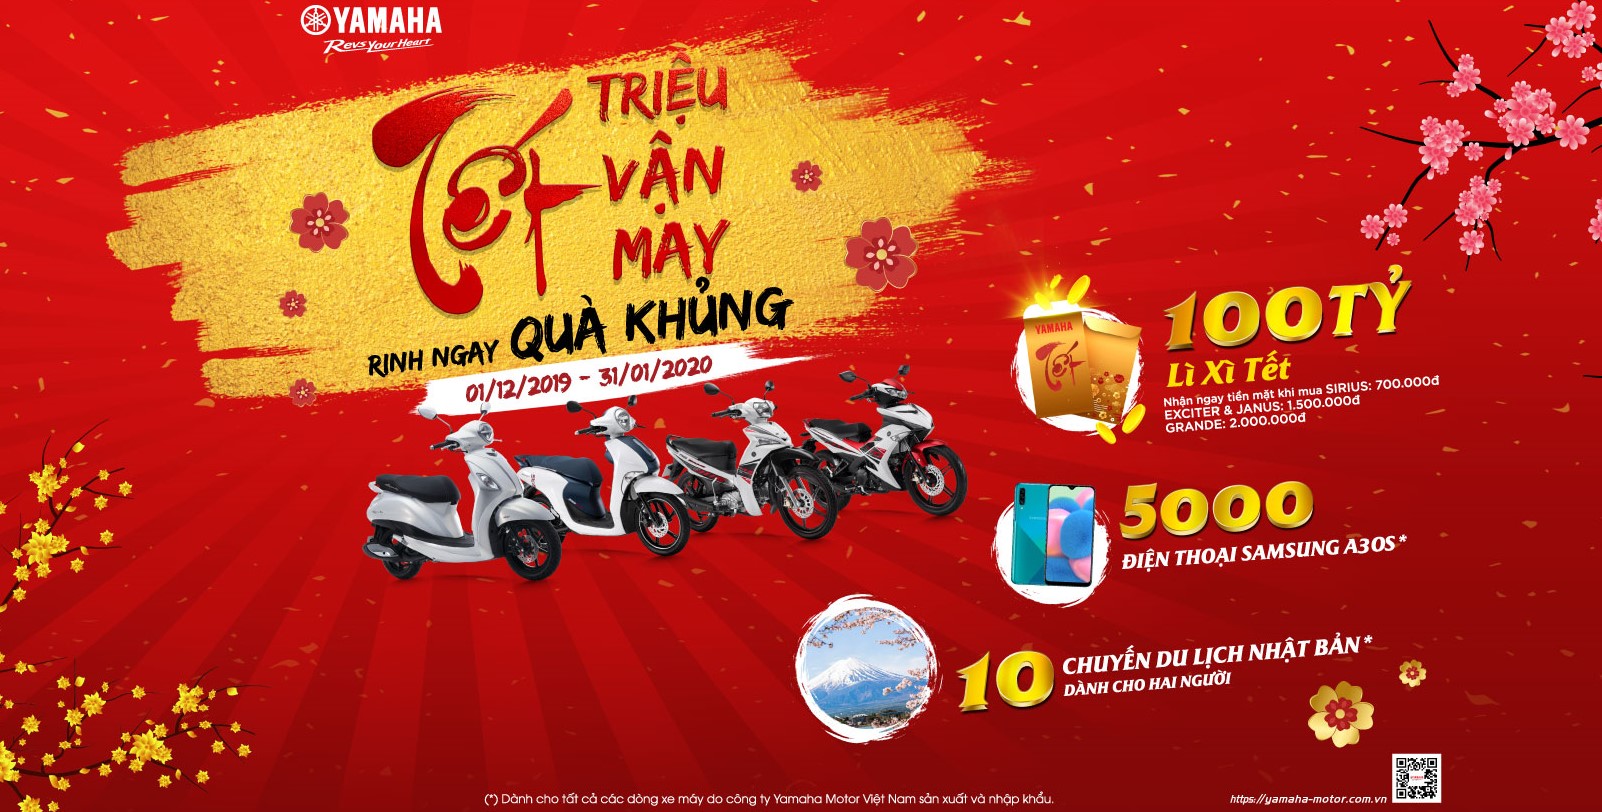 YAMAHA
Revs Your Heart
Tết
TRIỆU
VẬN
MAY
RINH NGAY QUÀ KHỦNG
01/12/2019 - 31/01/2020
YAMAHA
Tết
100 TỶ
Lì Xì Tết
Nhận ngay tiền mặt khi mua SIRIUS: 700.000đ
EXCITER & JANUS: 1.500.000đ
GRANDE: 2.000.000đ
5000
ĐIỆN THOẠI SAMSUNG A30S*
10 CHUYẾN DU LỊCH NHẬT BẢN*
DÀNH CHO HAI NGƯỜI
(*) Dành cho tất cả các dòng xe máy do công ty Yamaha Motor Việt Nam sản xuất và nhập khẩu.
https://yamaha-motor.com.vn